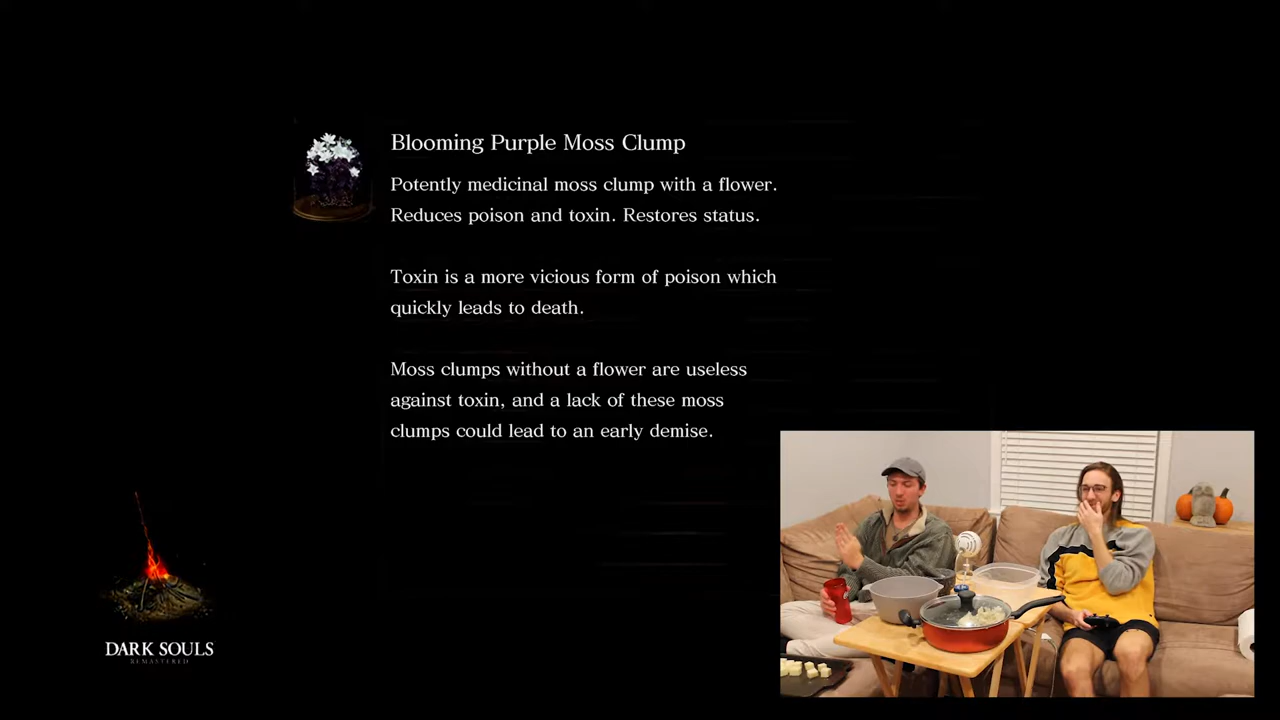 Blooming Purple Moss Clump
Potently medicinal moss clump with a flower.
Reduces poison and toxin. Restores status.
Toxin is a more vicious form of poison which
quickly leads to death.
Moss clumps without a flower are useless
against toxin, and a lack of these moss
clumps could lead to an early demise.
DARK SOULS
REMASTERED